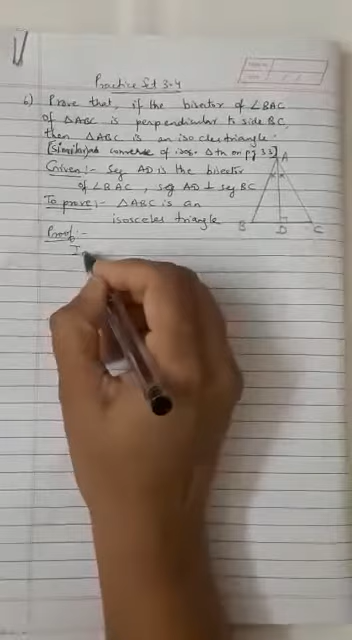 Practice Set 3.4
6) Prove that, if the bisector of ∠BAC
of △ABC is perpendicular to side BC,
then △ABC is an isosceles triangle.
[Similar as converse of isos. △ thm on pg 33]
Given :- Seg AD is the bisector
of ∠BAC, seg AD ⊥ seg BC
To prove :- △ABC is an
isosceles triangle
A
B D C
Proof :-
I